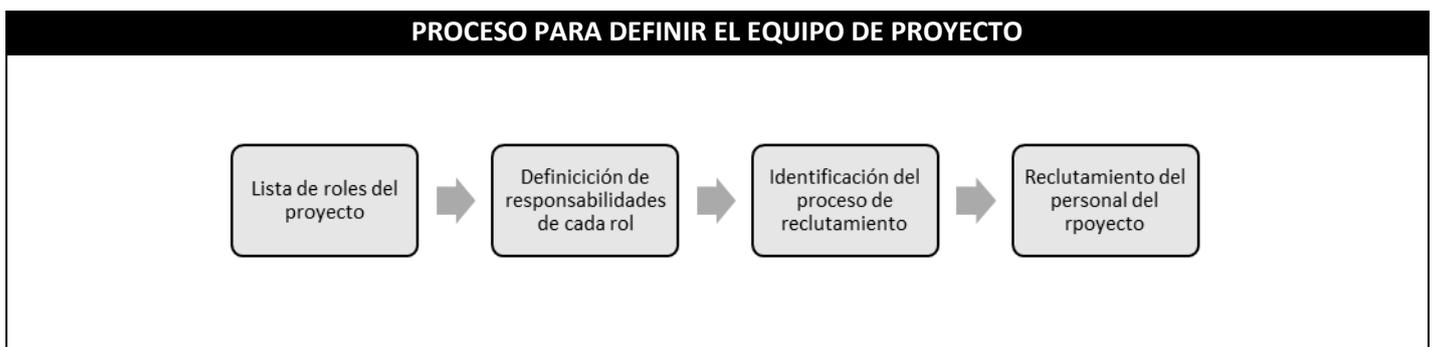 PROCESO PARA DEFINIR EL EQUIPO DE PROYECTO
Lista de roles del
proyecto
Definicición de
responsabilidades
de cada rol
Identificación del
proceso de
reclutamiento
Reclutamiento del
personal del
rpoyecto